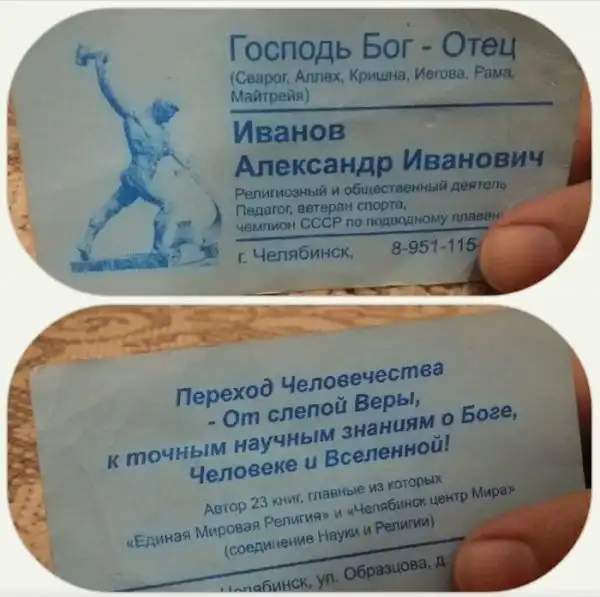 Господь Бог - Отец
(Сварог, Аллах, Кришна, Иегова, Рама,
Майтрейя)
Иванов
Александр Иванович
Религиозный и общественный деятель
Педагог, ветеран спорта,
чемпион СССР по подводному плаван
г. Челябинск, 8-951-115-
Переход Человечества
- От слепой Веры,
к точным научным знаниям о Боге,
Человеке и Вселенной!
Автор 23 книг, главные из которых
«Единая Мировая Религия» и «Челябинск центр Мира»
(соединение Науки и Религии)
ул. Образцова, д.